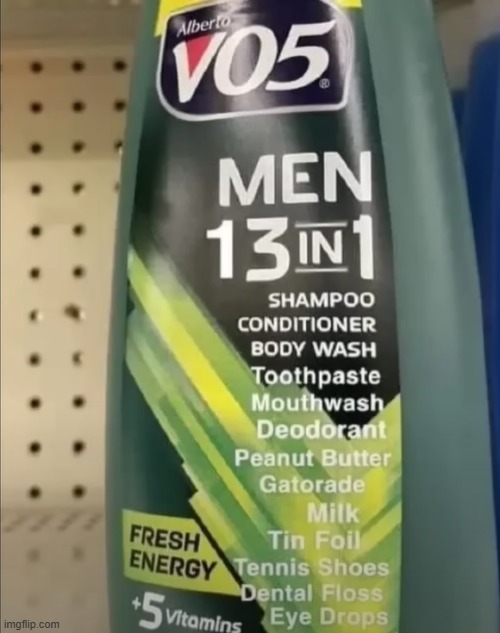 Alberto
VO5®
MEN
13 IN 1
SHAMPOO
CONDITIONER
BODY WASH
Toothpaste
Mouthwash
Deodorant
Peanut Butter
Gatorade
Milk
Tin Foil
Tennis Shoes
Dental Floss
Eye Drops
FRESH
ENERGY
+5 Vitamins
imgflip.com